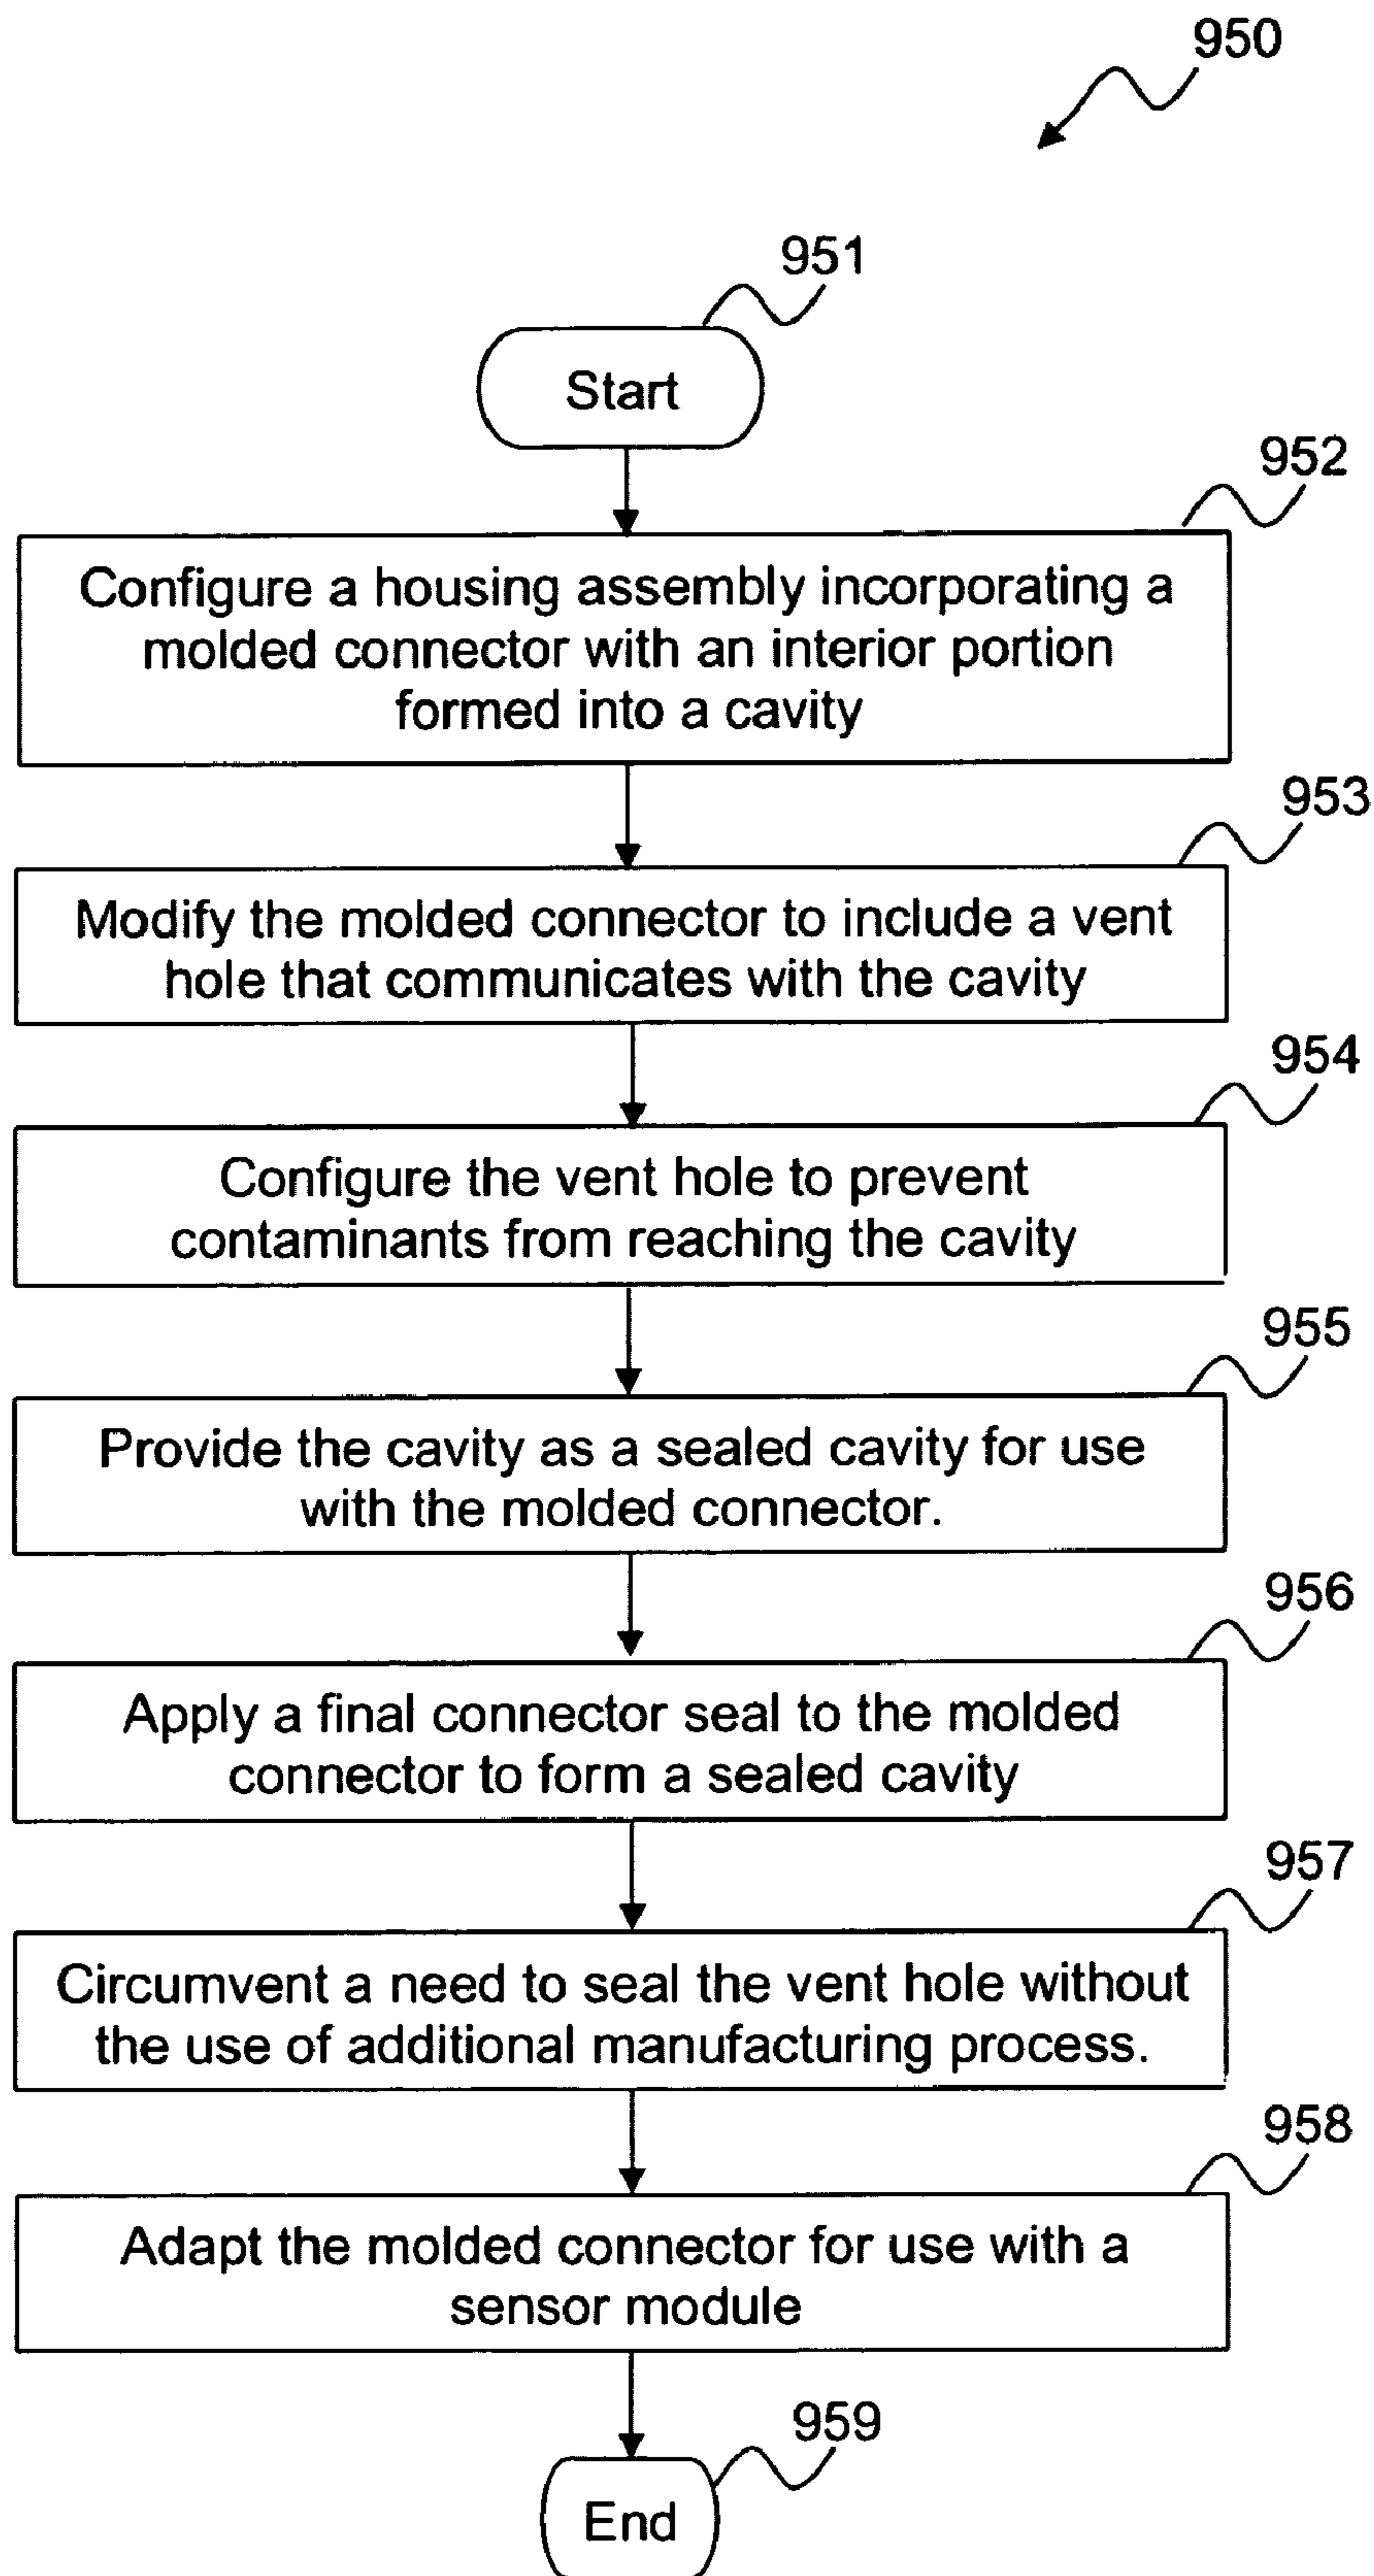 950
951
Start
952
Configure a housing assembly incorporating a
molded connector with an interior portion
formed into a cavity
953
Modify the molded connector to include a vent
hole that communicates with the cavity
954
Configure the vent hole to prevent
contaminants from reaching the cavity
955
Provide the cavity as a sealed cavity for use
with the molded connector.
956
Apply a final connector seal to the molded
connector to form a sealed cavity
957
Circumvent a need to seal the vent hole without
the use of additional manufacturing process.
958
Adapt the molded connector for use with a
sensor module
959
End